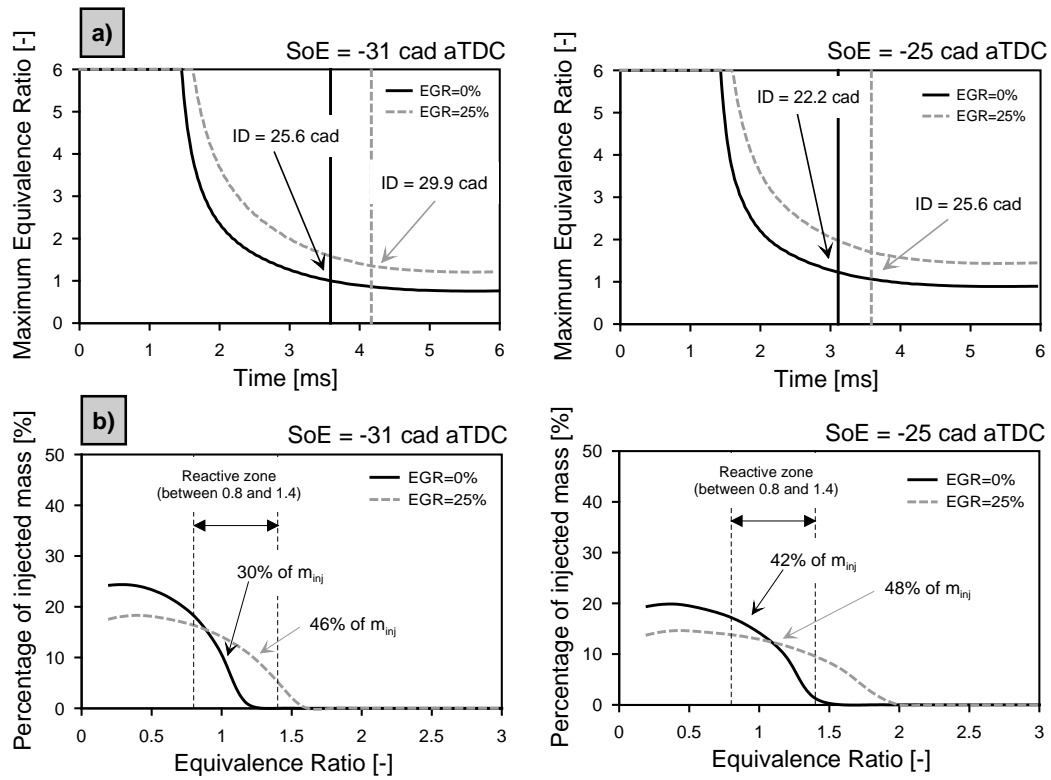 a)
SoE = -31 cad aTDC
Maximum Equivalence Ratio [-]
6
5
4
3
2
1
0
EGR=0%
EGR=25%
ID = 25.6 cad
ID = 29.9 cad
0 1 2 3 4 5 6
Time [ms]
SoE = -25 cad aTDC
Maximum Equivalence Ratio [-]
6
5
4
3
2
1
0
EGR=0%
EGR=25%
ID = 22.2 cad
ID = 25.6 cad
0 1 2 3 4 5 6
Time [ms]
b)
SoE = -31 cad aTDC
Percentage of injected mass [%]
50
40
30
20
10
0
Reactive zone
(between 0.8 and 1.4)
EGR=0%
EGR=25%
30% of minj
46% of minj
0 0.5 1 1.5 2 2.5 3
Equivalence Ratio [-]
SoE = -25 cad aTDC
Percentage of injected mass [%]
50
40
30
20
10
0
Reactive zone
(between 0.8 and 1.4)
EGR=0%
EGR=25%
42% of minj
48% of minj
0 0.5 1 1.5 2 2.5 3
Equivalence Ratio [-]